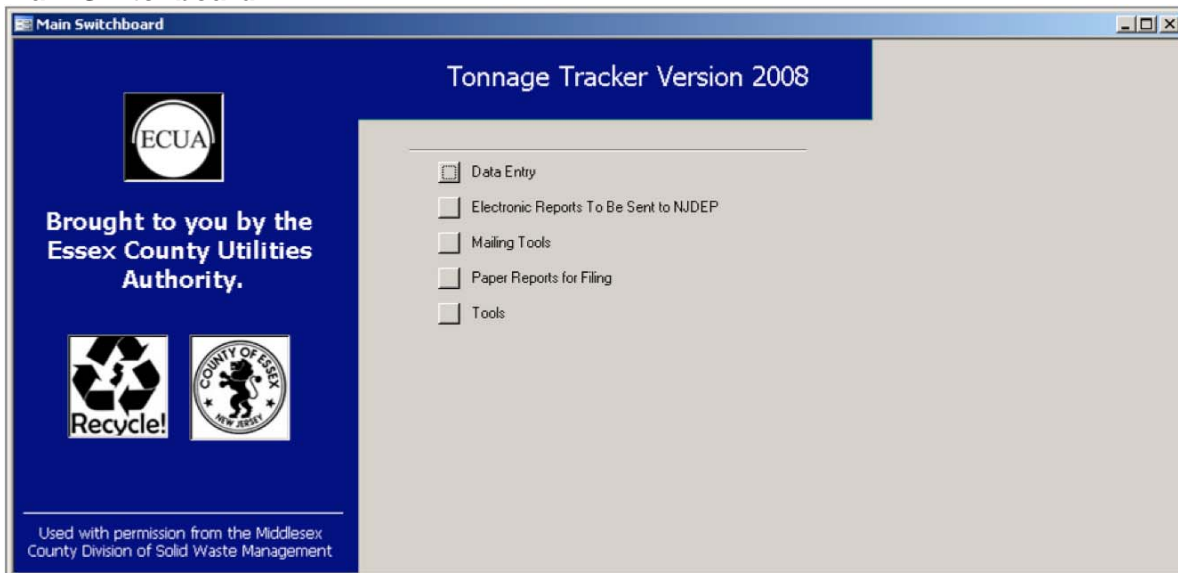 Main Switchboard
Tonnage Tracker Version 2008
ECUA
Brought to you by the
Essex County Utilities
Authority.
Recycle!
COUNTY OF ESSEX
NEW JERSEY
Used with permission from the Middlesex
County Division of Solid Waste Management
Data Entry
Electronic Reports To Be Sent to NJDEP
Mailing Tools
Paper Reports for Filing
Tools